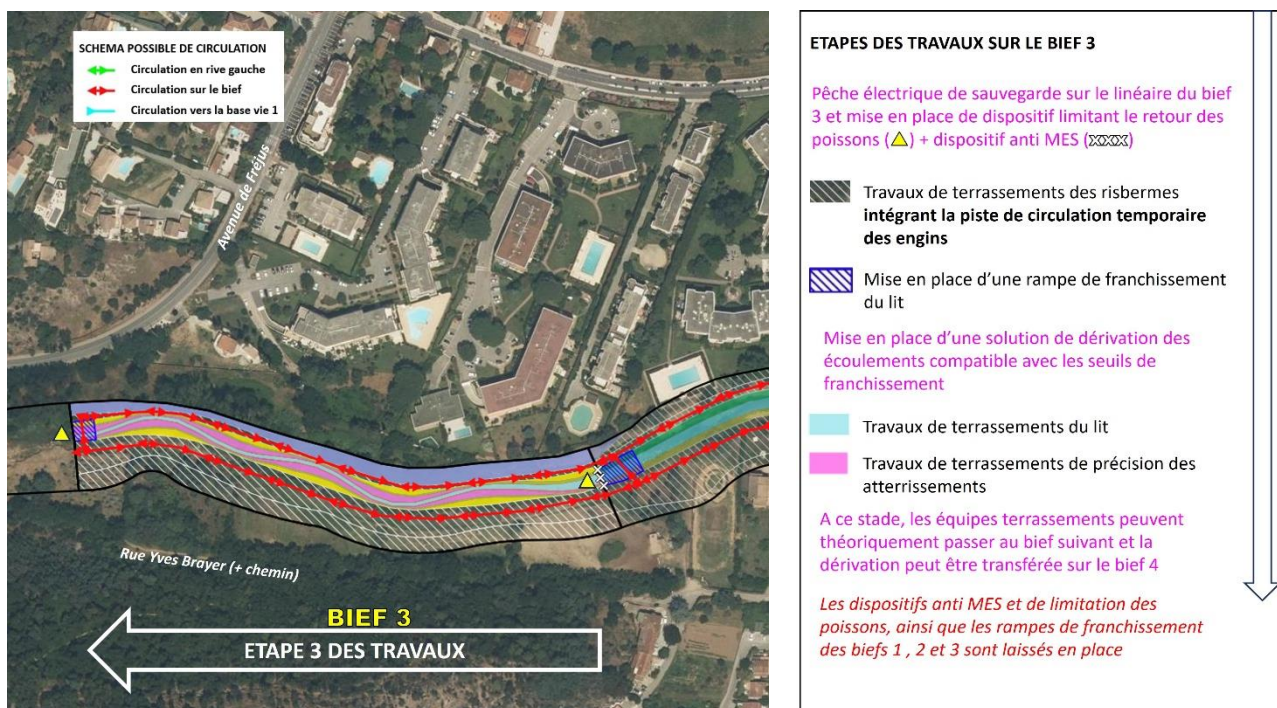 SCHEMA POSSIBLE DE CIRCULATION
Circulation en rive gauche
Circulation sur le bief
Circulation vers la base vie 1
Avenue de Fréjus
Rue Yves Brayer (+ chemin)
BIEF 3
ETAPE 3 DES TRAVAUX
ETAPES DES TRAVAUX SUR LE BIEF 3
Pêche électrique de sauvegarde sur le linéaire du bief
3 et mise en place de dispositif limitant le retour des
poissons ( ) + dispositif anti MES (XXXX)
Travaux de terrassements des risbermes
intégrant la piste de circulation temporaire
des engins
Mise en place d’une rampe de franchissement
du lit
Mise en place d’une solution de dérivation des
écoulements compatible avec les seuils de
franchissement
Travaux de terrassements du lit
Travaux de terrassements de précision des
atterrissements
A ce stade, les équipes terrassements peuvent
théoriquement passer au bief suivant et la
dérivation peut être transférée sur le bief 4
Les dispositifs anti MES et de limitation des
poissons, ainsi que les rampes de franchissement
des biefs 1 , 2 et 3 sont laissés en place